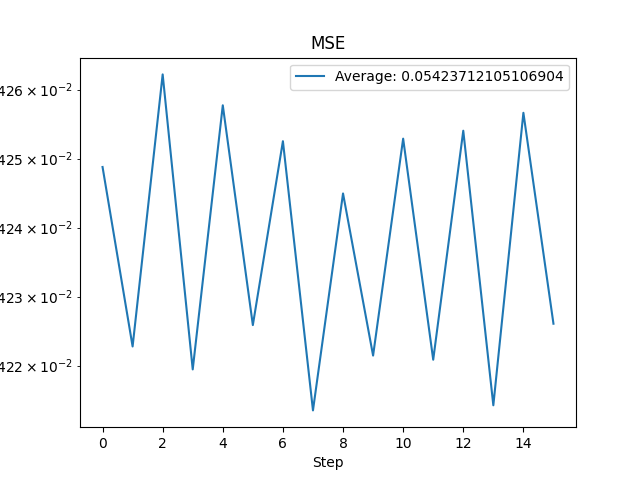 MSE
Average: 0.05423712105106904
426 × 10⁻²
425 × 10⁻²
424 × 10⁻²
423 × 10⁻²
422 × 10⁻²
0 2 4 6 8 10 12 14
Step